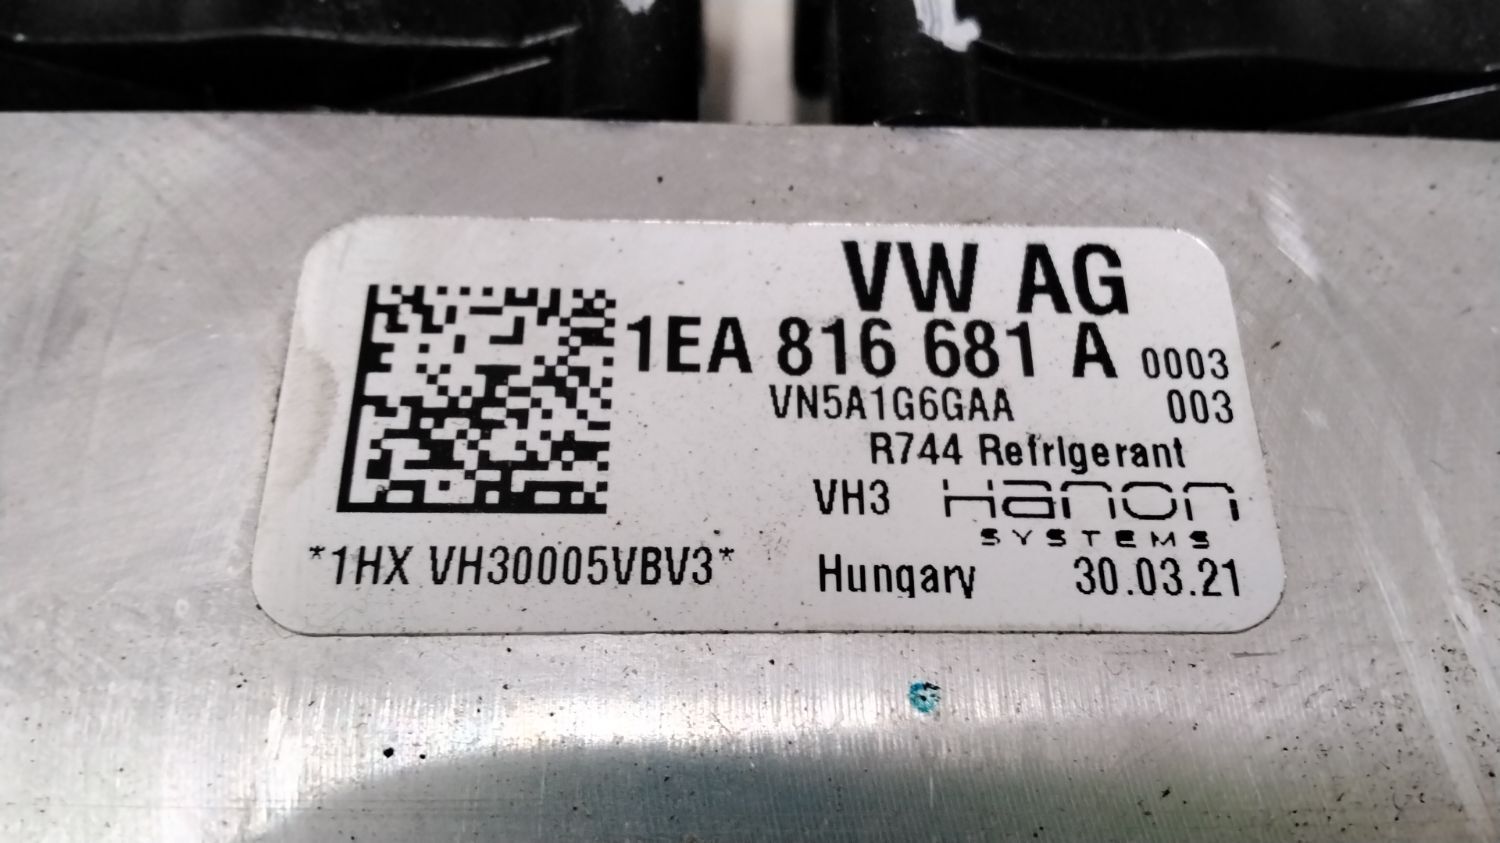 VW AG
1EA 816 681 A 0003
VN5A1G6GAA 003
R744 Refrigerant
VH3 Hanon
SYSTEMS
*1HX VH30005VBV3* Hungary 30.03.21